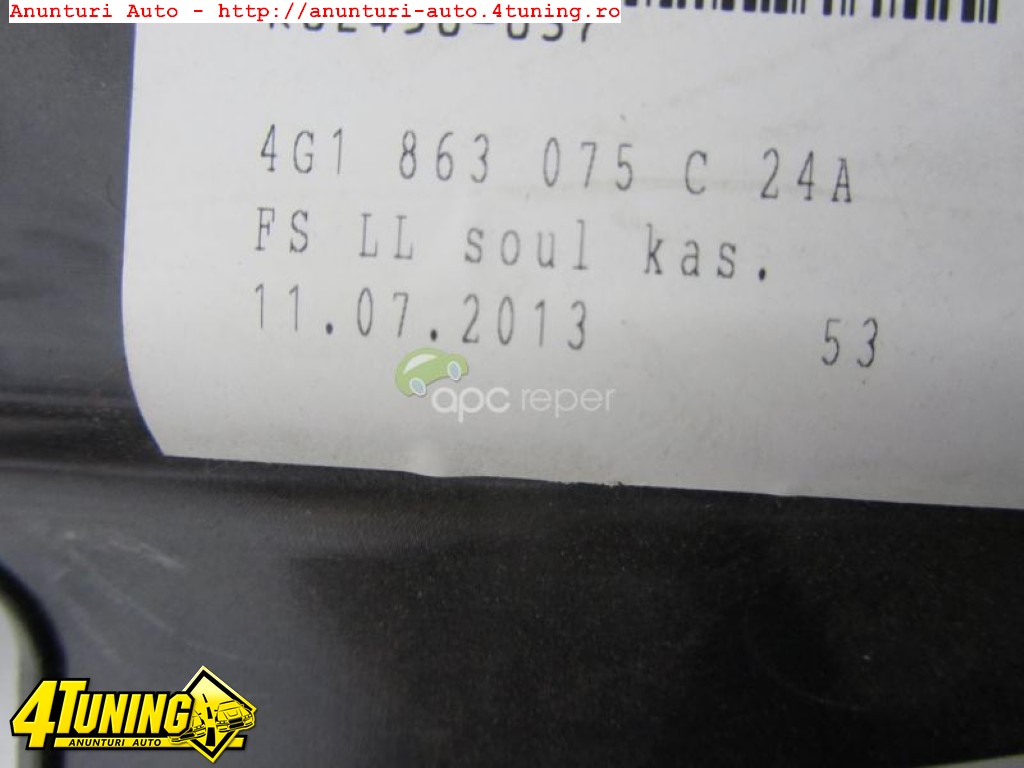 Anunturi Auto - http://anunturi-auto.4tuning.ro
4G1 863 075 C 24A
FS LL soul kas.
11.07.2013 53
apc reper
4TUNING
ANUNTURI AUTO